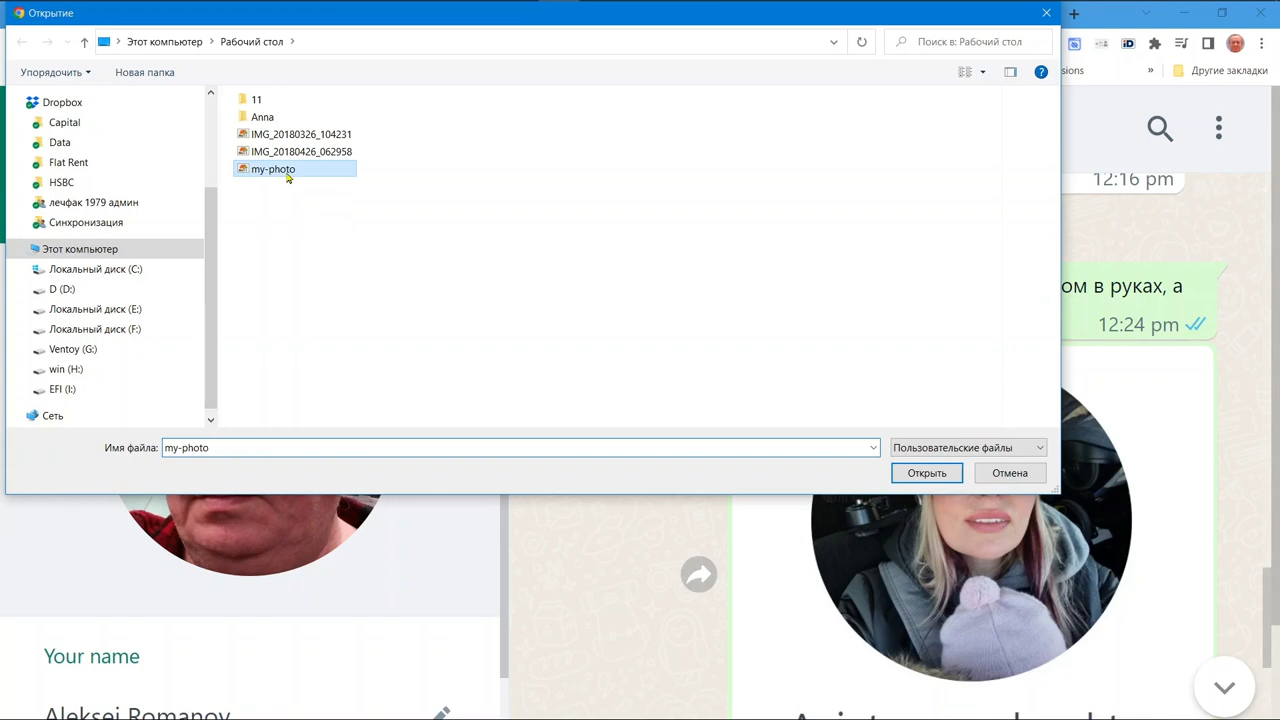 Открытие
Этот компьютер
Рабочий стол
Поиск в: Рабочий стол
Упорядочить
Новая папка
sions
»
Другие закладки
Dropbox
Capital
Data
Flat Rent
HSBC
лечфак 1979 админ
Синхронизация
Этот компьютер
Локальный диск (C:)
D (D:)
Локальный диск (E:)
Локальный диск (F:)
Ventoy (G:)
win (H:)
EFI (I:)
Сеть
11
Anna
IMG_20180326_104231
IMG_20180426_062958
my-photo
Имя файла:
my-photo
Пользовательские файлы
Открыть
Отмена
12:16 pm
ом в руках, а
12:24 pm
Your name
Aleksei Romanov